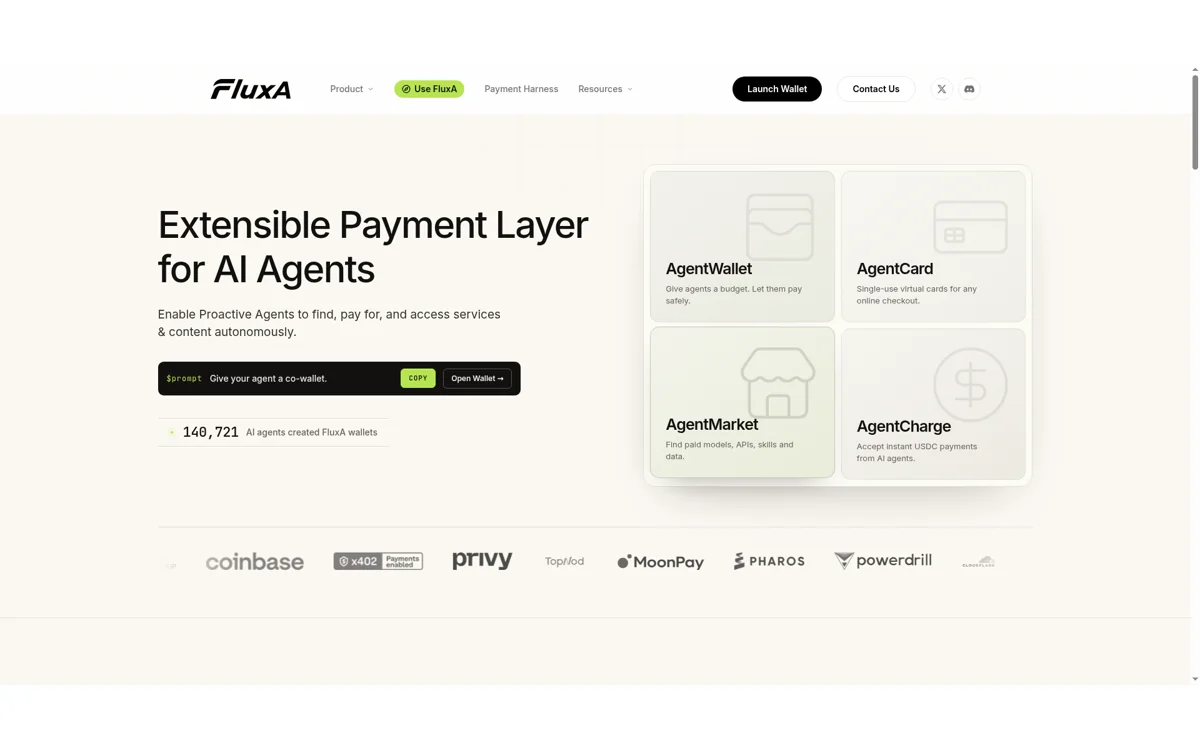 FluxA
Product
Use FluxA
Payment Harness
Resources
Launch Wallet
Contact Us
Extensible Payment Layer
for AI Agents
Enable Proactive Agents to find, pay for, and access services
& content autonomously.
$prompt Give your agent a co-wallet.
COPY
Open Wallet →
140,721 AI agents created FluxA wallets
AgentWallet
Give agents a budget. Let them pay
safely.
AgentCard
Single-use virtual cards for any
online checkout.
AgentMarket
Find paid models, APIs, skills and
data.
AgentCharge
Accept instant USDC payments
from AI agents.
coinbase
x402 Payments
enabled
privy
TopNod
MoonPay
PHAROS
powerdrill
CLOUDFLARE